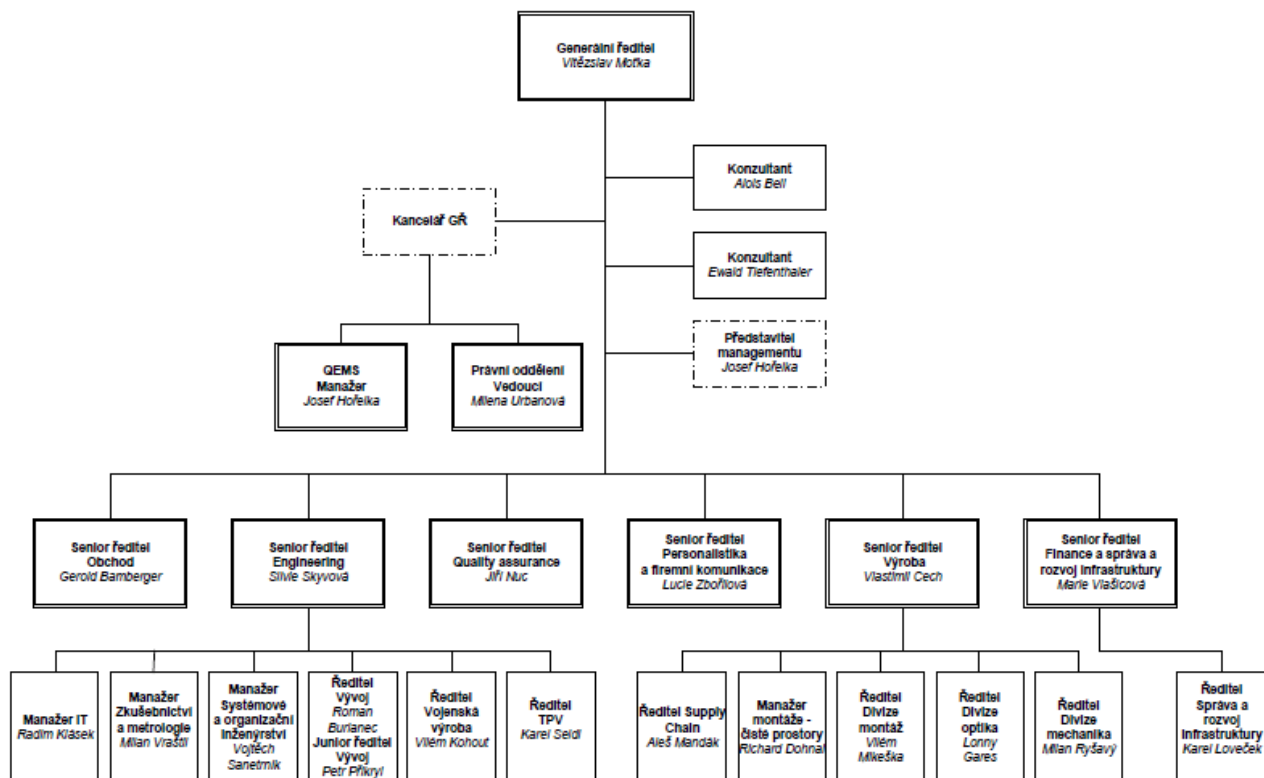 Generální ředitel
Vítězslav Moťka
Konzultant
Alois Bell
Kancelář GŘ
Konzultant
Ewald Tiefenthaler
Představitel
managementu
Josef Hořelka
QEMS
Manažer
Josef Hořelka
Právní oddělení
Vedoucí
Milena Urbanová
Senior ředitel
Obchod
Gerold Bamberger
Senior ředitel
Engineering
Silvie Skyvová
Senior ředitel
Quality assurance
Jiří Nuc
Senior ředitel
Personalistika
a firemní komunikace
Lucie Zbořilová
Senior ředitel
Výroba
Vlastimil Cech
Senior ředitel
Finance a správa a
rozvoj infrastruktury
Marie Vlašicová
Manažer IT
Radim Klásek
Manažer
Zkušebnictví
a metrologie
Milan Vraštil
Manažer
Systémové
a organizační
inženýrství
Vojtěch
Sanetrník
Ředitel
Vývoj
Roman
Burianec
Junior ředitel
Vývoj
Petr Přikryl
Ředitel
Vojenská
výroba
Vilém Kohout
Ředitel
TPV
Karel Seidl
Ředitel Supply
Chain
Aleš Mandák
Manažer
montáže -
čisté prostory
Richard Dohnal
Ředitel
Divize
montáž
Vilém
Mikeška
Ředitel
Divize
optika
Lonny
Gares
Ředitel
Divize
mechanika
Milan Ryšavý
Ředitel
Správa a
rozvoj
infrastruktury
Karel Loveček